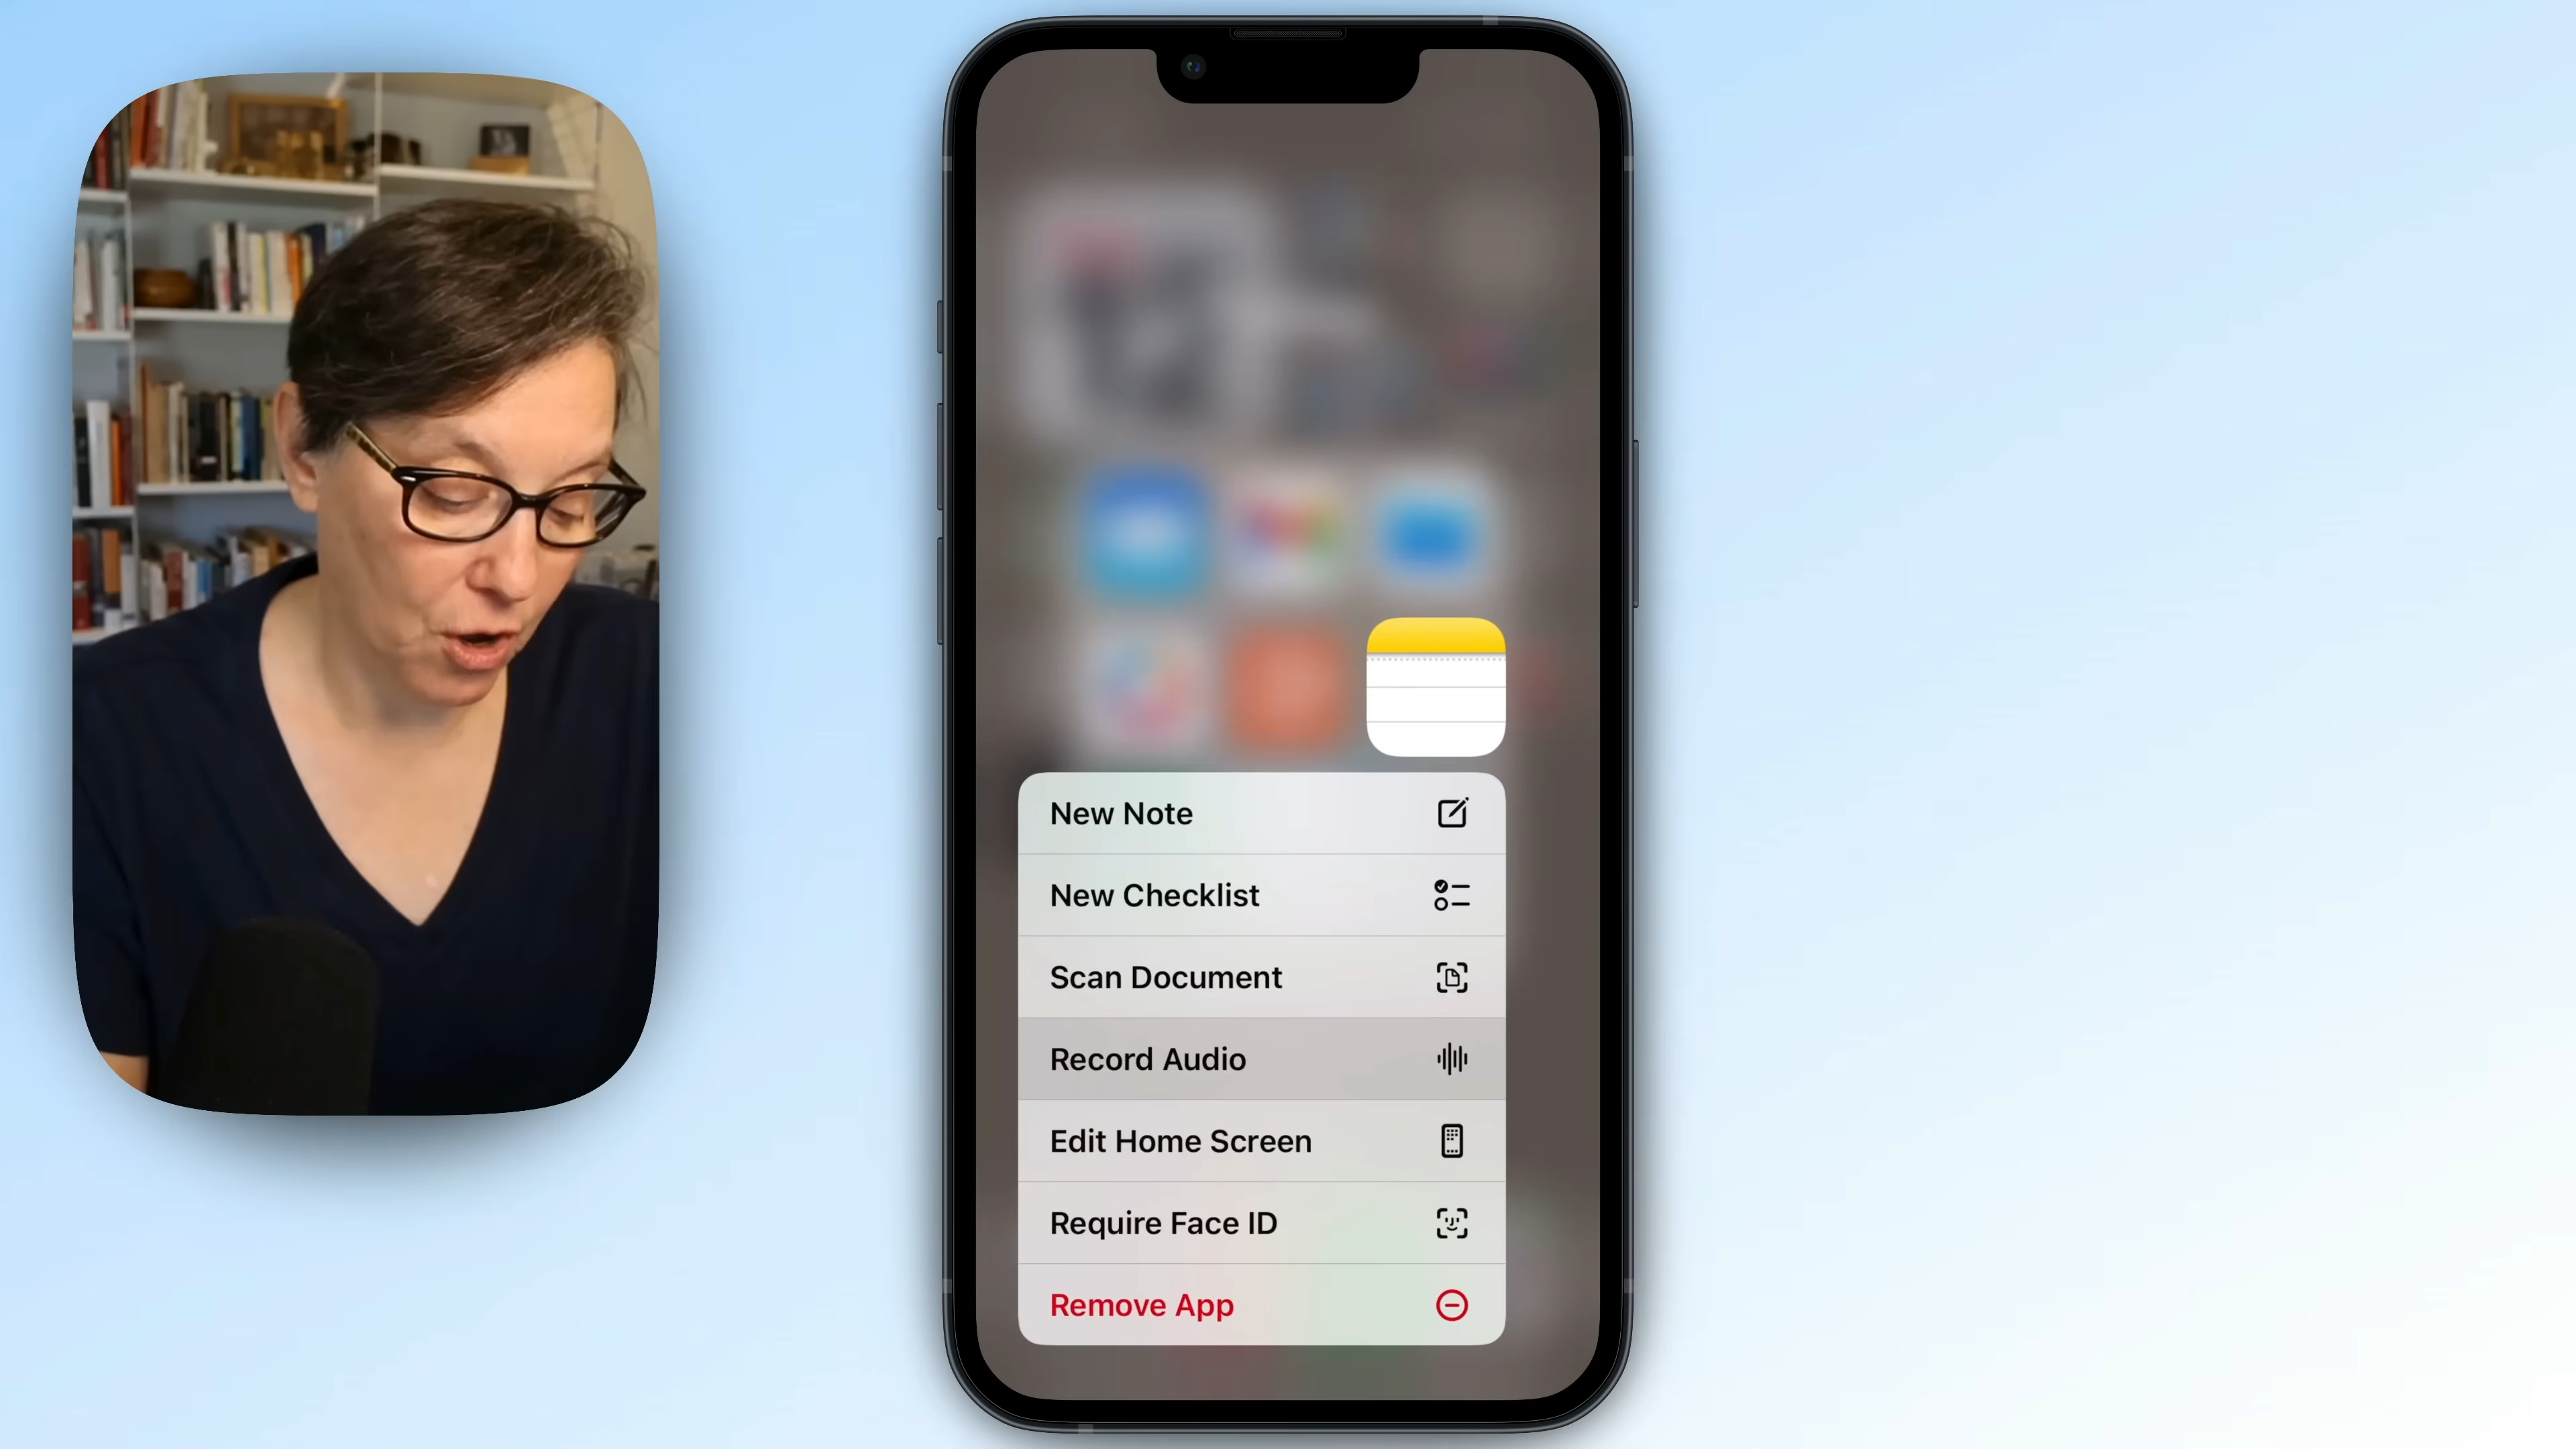 New Note
New Checklist
Scan Document
Record Audio
Edit Home Screen
Require Face ID
Remove App